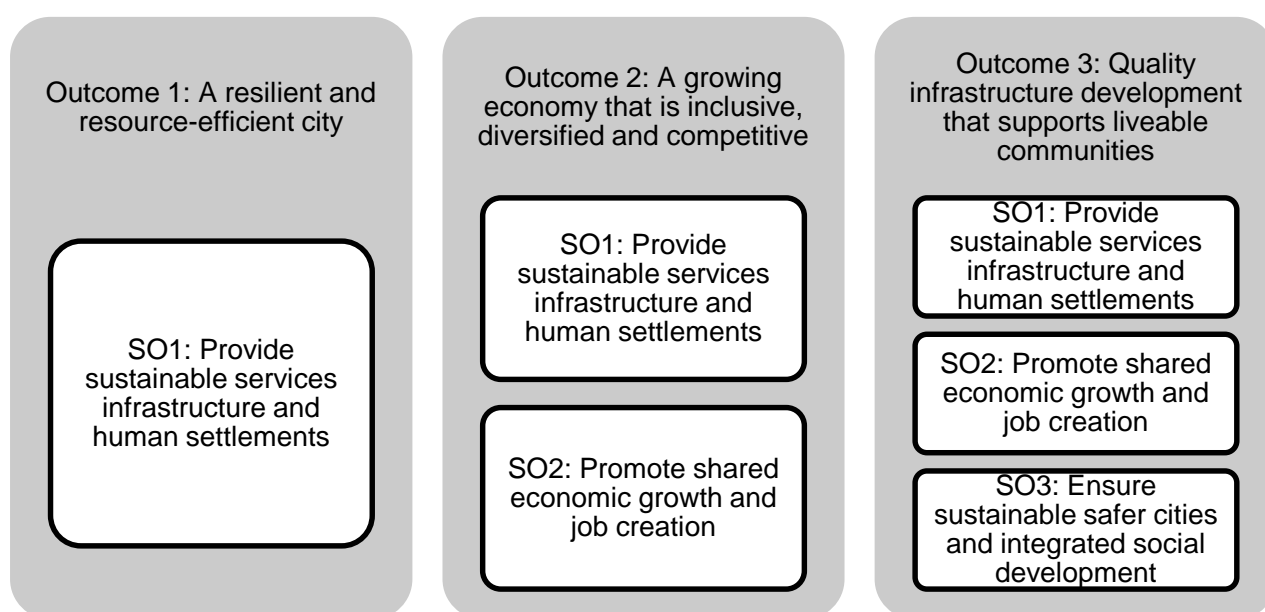 Outcome 1: A resilient and
resource-efficient city
SO1: Provide
sustainable services
infrastructure and
human settlements
Outcome 2: A growing
economy that is inclusive,
diversified and competitive
SO1: Provide
sustainable services
infrastructure and
human settlements
SO2: Promote shared
economic growth and
job creation
Outcome 3: Quality
infrastructure development
that supports liveable
communities
SO1: Provide
sustainable services
infrastructure and
human settlements
SO2: Promote shared
economic growth and
job creation
SO3: Ensure
sustainable safer cities
and integrated social
development